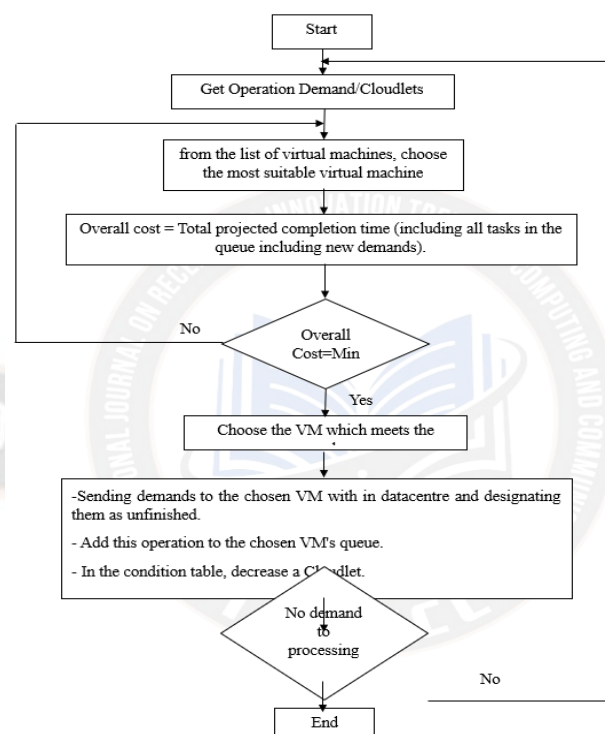 Start
Get Operation Demand/Cloudlets
from the list of virtual machines, choose
the most suitable virtual machine
Overall cost = Total projected completion time (including all tasks in the
queue including new demands).
No
Overall
Cost=Min
Yes
Choose the VM which meets the
-Sending demands to the chosen VM with in datacentre and designating
them as unfinished.
- Add this operation to the chosen VM's queue.
- In the condition table, decrease a Cloudlet.
No demand
to
processing
No
End